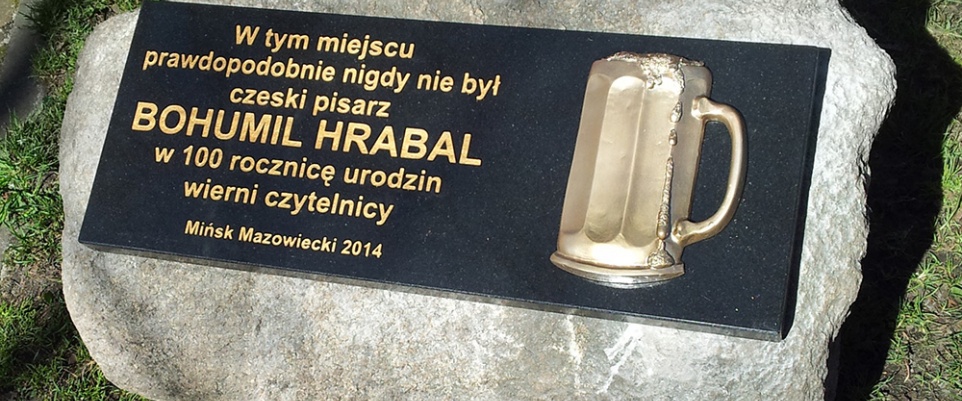 W tym miejscu
prawdopodobnie nigdy nie był
czeski pisarz
BOHUMIL HRABAL
w 100 rocznicę urodzin
wierni czytelnicy
Mińsk Mazowiecki 2014